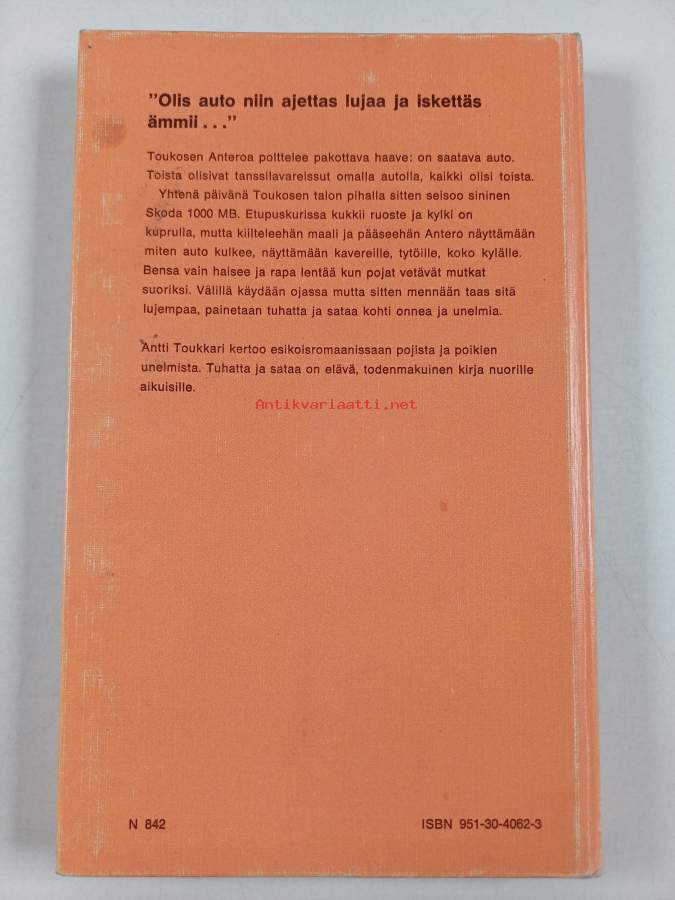 ”Olis auto niin ajettas lujaa ja iskettäs
ämmii . . .”
Toukosen Anteroa polttelee pakottava haave: on saatava auto.
Toista olisivat tanssilavareissut omalla autolla, kaikki olisi toista.
Yhtenä päivänä Toukosen talon pihalla sitten seisoo sininen
Skoda 1000 MB. Etupuskurissa kukkii ruoste ja kylki on
kuprulla, mutta kiilteleehän maali ja pääseehän Antero näyttämään
miten auto kulkee, näyttämään kavereille, tytöille, koko kylälle.
Bensa vain haisee ja rapa lentää kun pojat vetävät mutkat
suoriksi. Välillä käydään ojassa mutta sitten mennään taas sitä
lujempaa, painetaan tuhatta ja sataa kohti onnea ja unelmia.
Antti Toukkari kertoo esikoisromaanissaan pojista ja poikien
unelmista. Tuhatta ja sataa on elävä, todenmakuinen kirja nuorille
aikuisille.
Antikvariaatti.net
N 842
ISBN 951-30-4062-3